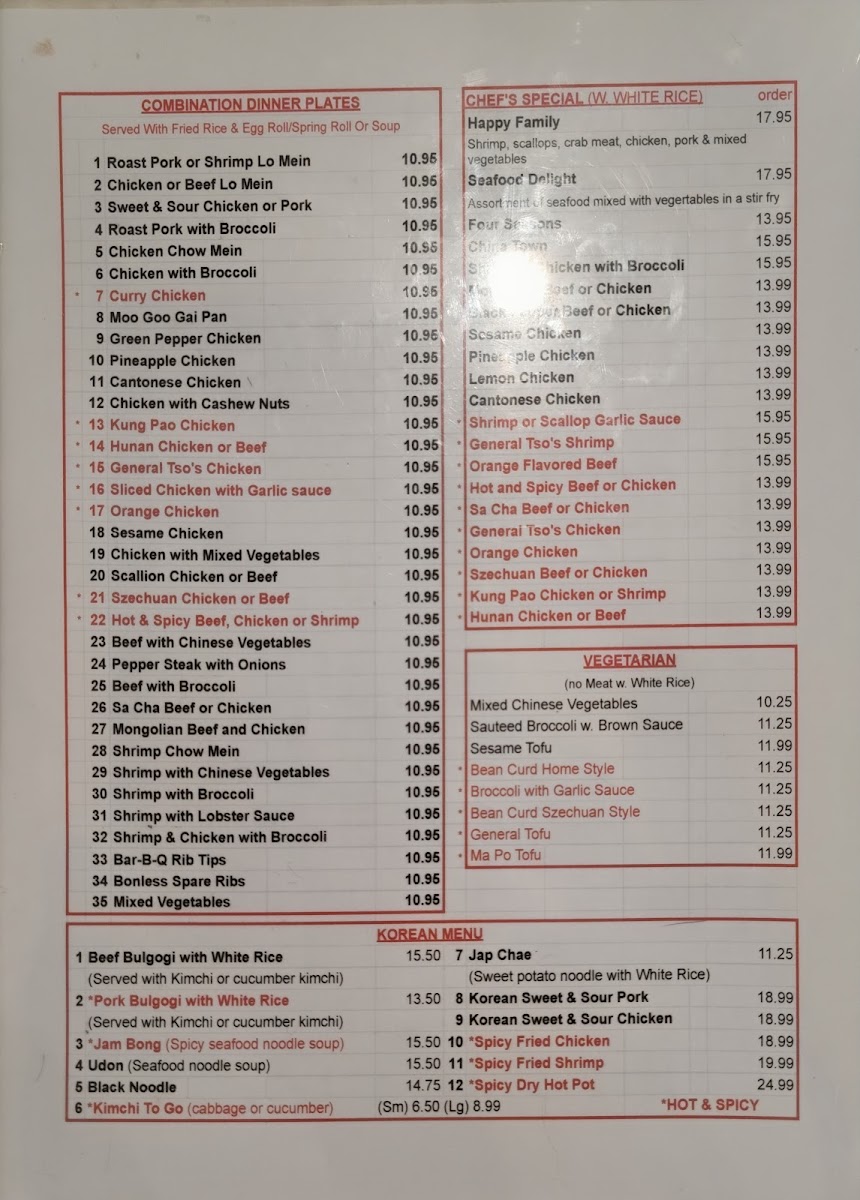 COMBINATION DINNER PLATES
Served With Fried Rice & Egg Roll/Spring Roll Or Soup
1 Roast Pork or Shrimp Lo Mein 10.95
2 Chicken or Beef Lo Mein 10.95
3 Sweet & Sour Chicken or Pork 10.95
4 Roast Pork with Broccoli 10.95
5 Chicken Chow Mein 10.95
6 Chicken with Broccoli 10.95
* 7 Curry Chicken 10.95
8 Moo Goo Gai Pan 10.95
9 Green Pepper Chicken 10.95
10 Pineapple Chicken 10.95
11 Cantonese Chicken 10.95
12 Chicken with Cashew Nuts 10.95
* 13 Kung Pao Chicken 10.95
* 14 Hunan Chicken or Beef 10.95
* 15 General Tso's Chicken 10.95
* 16 Sliced Chicken with Garlic sauce 10.95
* 17 Orange Chicken 10.95
18 Sesame Chicken 10.95
19 Chicken with Mixed Vegetables 10.95
20 Scallion Chicken or Beef 10.95
* 21 Szechuan Chicken or Beef 10.95
* 22 Hot & Spicy Beef, Chicken or Shrimp 10.95
23 Beef with Chinese Vegetables 10.95
24 Pepper Steak with Onions 10.95
25 Beef with Broccoli 10.95
26 Sa Cha Beef or Chicken 10.95
27 Mongolian Beef and Chicken 10.95
28 Shrimp Chow Mein 10.95
29 Shrimp with Chinese Vegetables 10.95
30 Shrimp with Broccoli 10.95
31 Shrimp with Lobster Sauce 10.95
32 Shrimp & Chicken with Broccoli 10.95
33 Bar-B-Q Rib Tips 10.95
34 Bonless Spare Ribs 10.95
35 Mixed Vegetables 10.95
CHEF'S SPECIAL (W. WHITE RICE) order
Happy Family 17.95
Shrimp, scallops, crab meat, chicken, pork & mixed
vegetables
Seafood Delight 17.95
Assortment of seafood mixed with vegertables in a stir fry
Four Seasons 13.95
China Town 15.95
Chicken with Broccoli 15.95
Beef or Chicken 13.99
Black Pepper Beef or Chicken 13.99
Sesame Chicken 13.99
Pineapple Chicken 13.99
Lemon Chicken 13.99
Cantonese Chicken 13.99
* Shrimp or Scallop Garlic Sauce 15.95
* General Tso's Shrimp 15.95
* Orange Flavored Beef 15.95
* Hot and Spicy Beef or Chicken 13.99
* Sa Cha Beef or Chicken 13.99
* General Tso's Chicken 13.99
* Orange Chicken 13.99
* Szechuan Beef or Chicken 13.99
* Kung Pao Chicken or Shrimp 13.99
* Hunan Chicken or Beef 13.99
VEGETARIAN
(no Meat w. White Rice)
Mixed Chinese Vegetables 10.25
Sauteed Broccoli w. Brown Sauce 11.25
Sesame Tofu 11.99
* Bean Curd Home Style 11.25
* Broccoli with Garlic Sauce 11.25
* Bean Curd Szechuan Style 11.25
* General Tofu 11.25
* Ma Po Tofu 11.99
KOREAN MENU
1 Beef Bulgogi with White Rice 15.50
(Served with Kimchi or cucumber kimchi)
2 *Pork Bulgogi with White Rice 13.50
(Served with Kimchi or cucumber kimchi)
3 *Jam Bong (Spicy seafood noodle soup) 15.50
4 Udon (Seafood noodle soup) 15.50
5 Black Noodle 14.75
6 *Kimchi To Go (cabbage or cucumber) (Sm) 6.50 (Lg) 8.99
7 Jap Chae 11.25
(Sweet potato noodle with White Rice)
8 Korean Sweet & Sour Pork 18.99
9 Korean Sweet & Sour Chicken 18.99
10 *Spicy Fried Chicken 18.99
11 *Spicy Fried Shrimp 19.99
12 *Spicy Dry Hot Pot 24.99
*HOT & SPICY